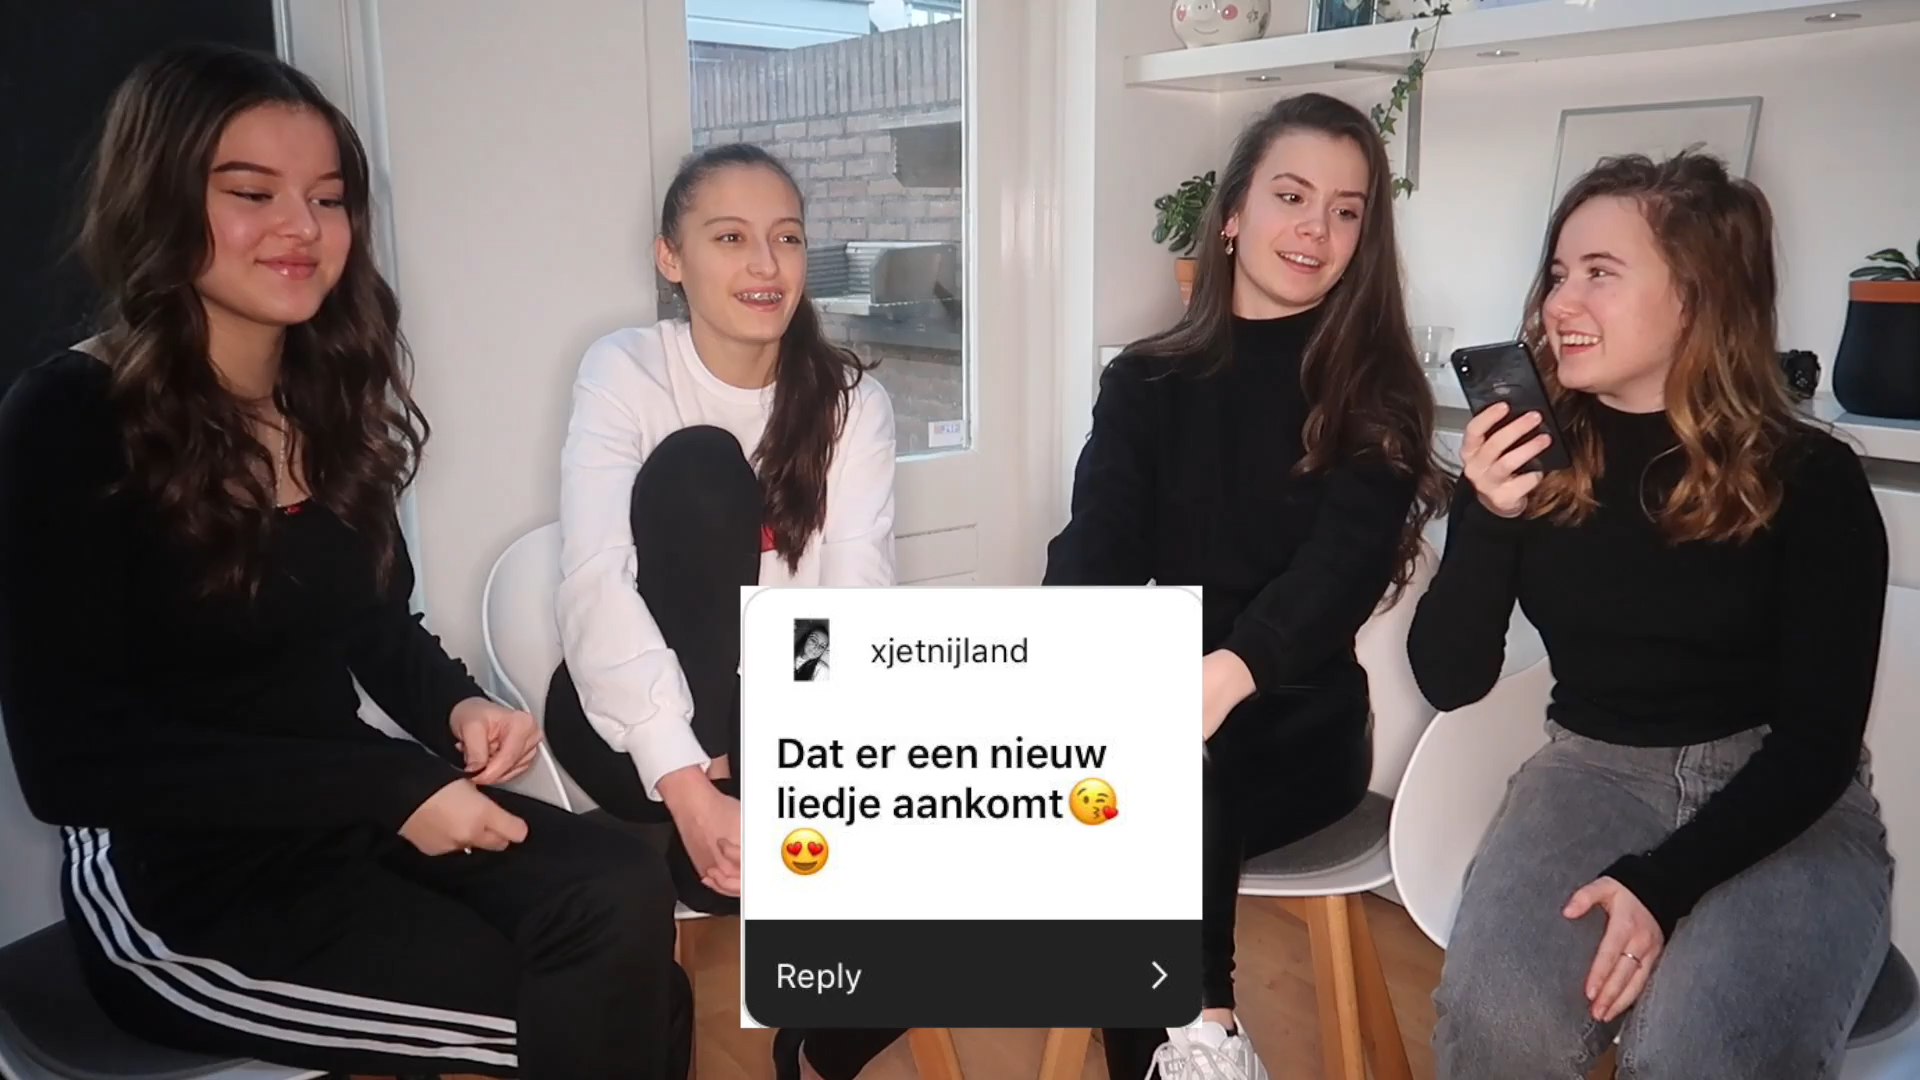 xjetnijland
Dat er een nieuw
liedje aankomt😘
😍
Reply